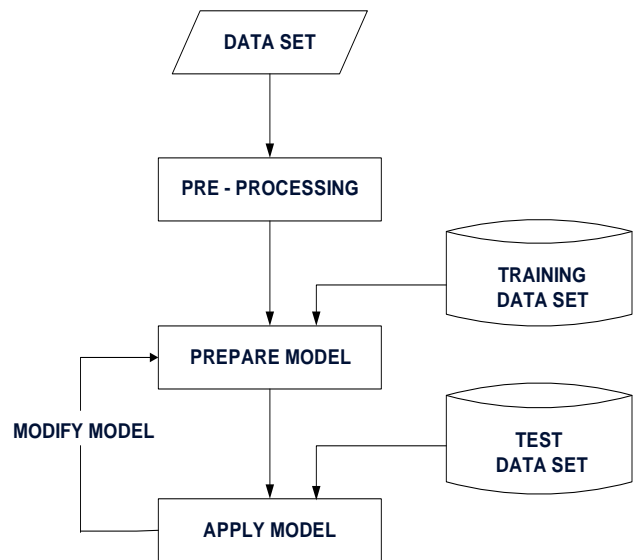 DATA SET
PRE - PROCESSING
TRAINING
DATA SET
PREPARE MODEL
MODIFY MODEL
TEST
DATA SET
APPLY MODEL